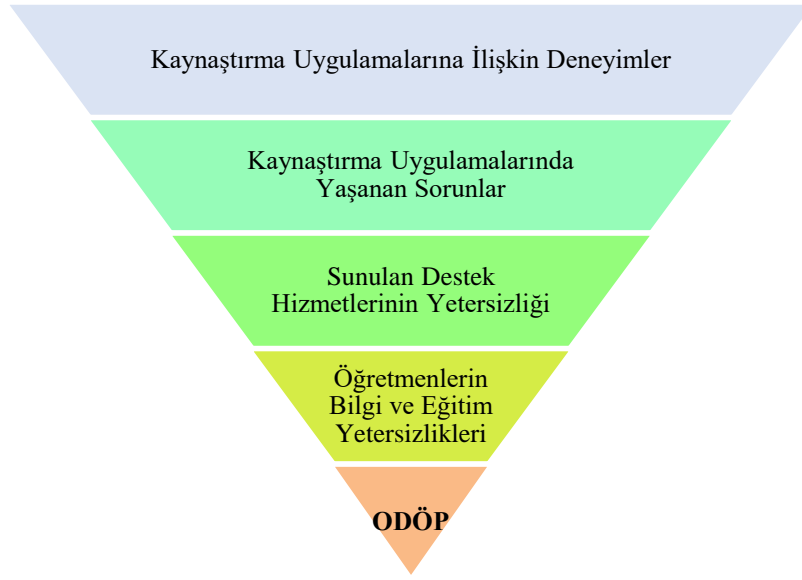 Kaynaştırma Uygulamalarına İlişkin Deneyimler
Kaynaştırma Uygulamalarında
Yaşanan Sorunlar
Sunulan Destek
Hizmetlerinin Yetersizliği
Öğretmenlerin
Bilgi ve Eğitim
Yetersizlikleri
ODÖP